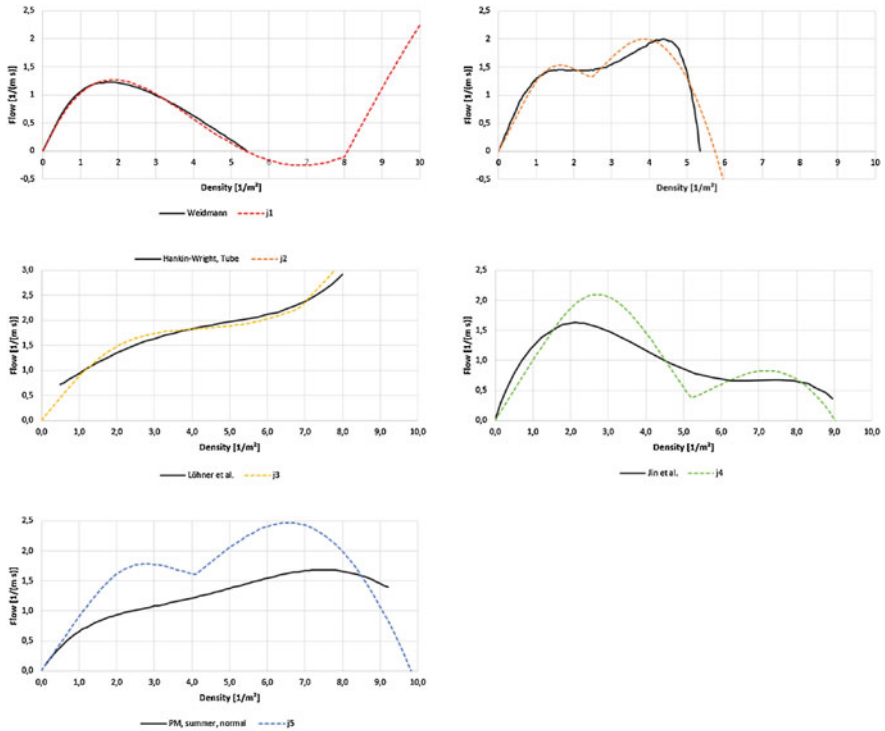 2,5
2
1,5
1
0,5
0
-0,5
Flow [1/(m s)]
0 1 2 3 4 5 6 7 8 9 10
Density [1/m²]
Weidmann j1
2,5
2
1,5
1
0,5
0
-0,5
Flow [1/(m s)]
0 1 2 3 4 5 6 7 8 9 10
Density [1/m²]
Hankin-Wright, Tube j2
3,0
2,5
2,0
1,5
1,0
0,5
0,0
Flow [1/(m s)]
0,0 1,0 2,0 3,0 4,0 5,0 6,0 7,0 8,0 9,0 10,0
Density [1/m²]
Löhner et al. j3
2,5
2,0
1,5
1,0
0,5
0,0
Flow [1/(m s)]
0,0 1,0 2,0 3,0 4,0 5,0 6,0 7,0 8,0 9,0 10,0
Density [1/m²]
Jin et al. j4
2,5
2,0
1,5
1,0
0,5
0,0
Flow [1/(m s)]
0,0 1,0 2,0 3,0 4,0 5,0 6,0 7,0 8,0 9,0 10,0
Density [1/m²]
PM, summer, normal j5